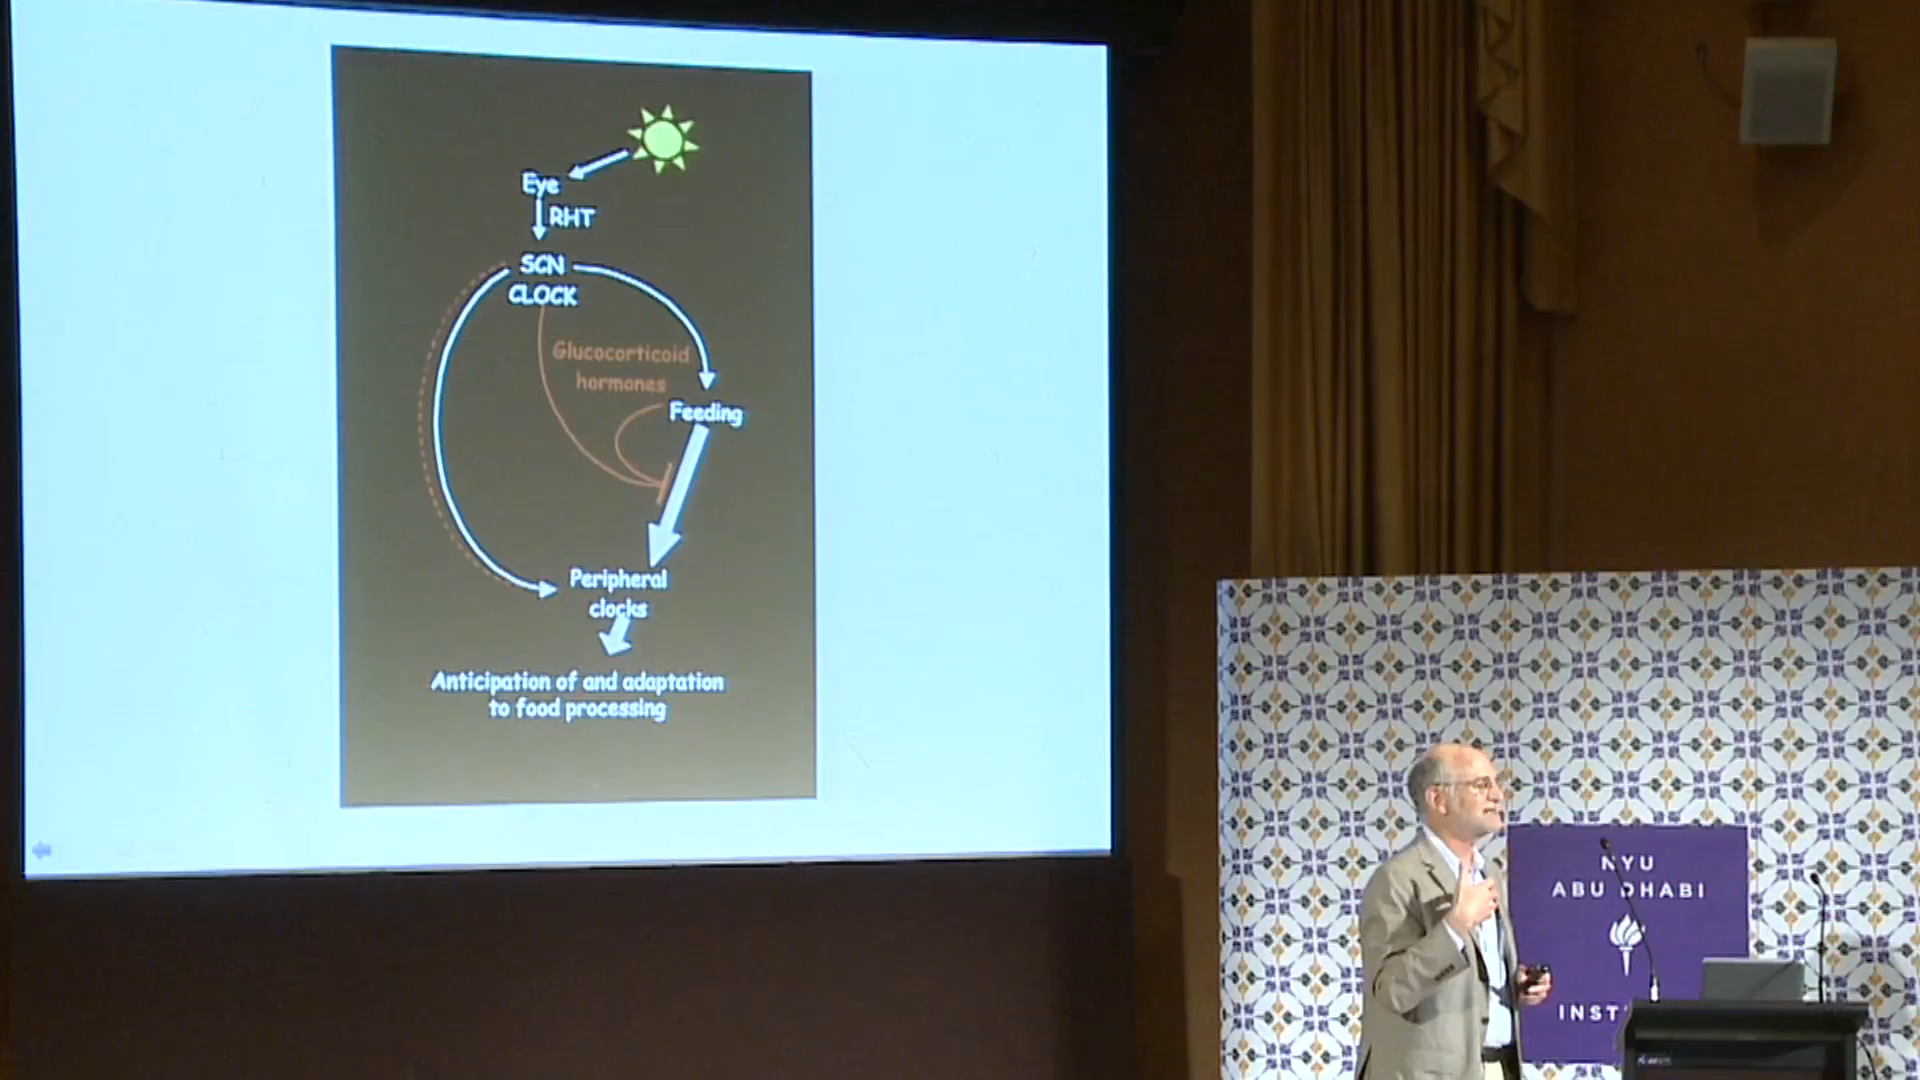 Eye
RHT
SCN
CLOCK
Glucocorticoid
hormones
Feeding
Peripheral
clocks
Anticipation of and adaptation
to food processing
NYU
ABU DHABI